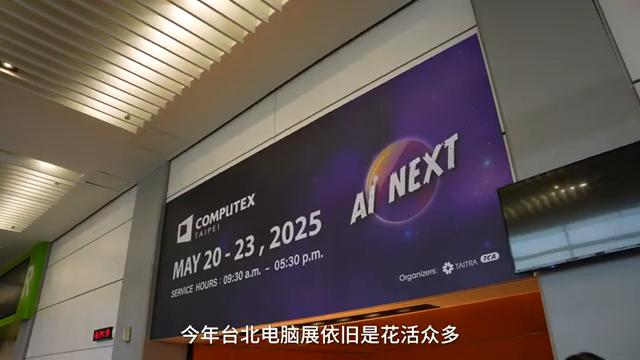 COMPUTEX
TAIPEI
MAY 20 - 23 , 2025
SERVICE HOURS : 09:30 a.m. - 05:30 p.m.
Ai NEXT
Organizers: TAITRA TCA
今年台北电脑展依旧是花活众多